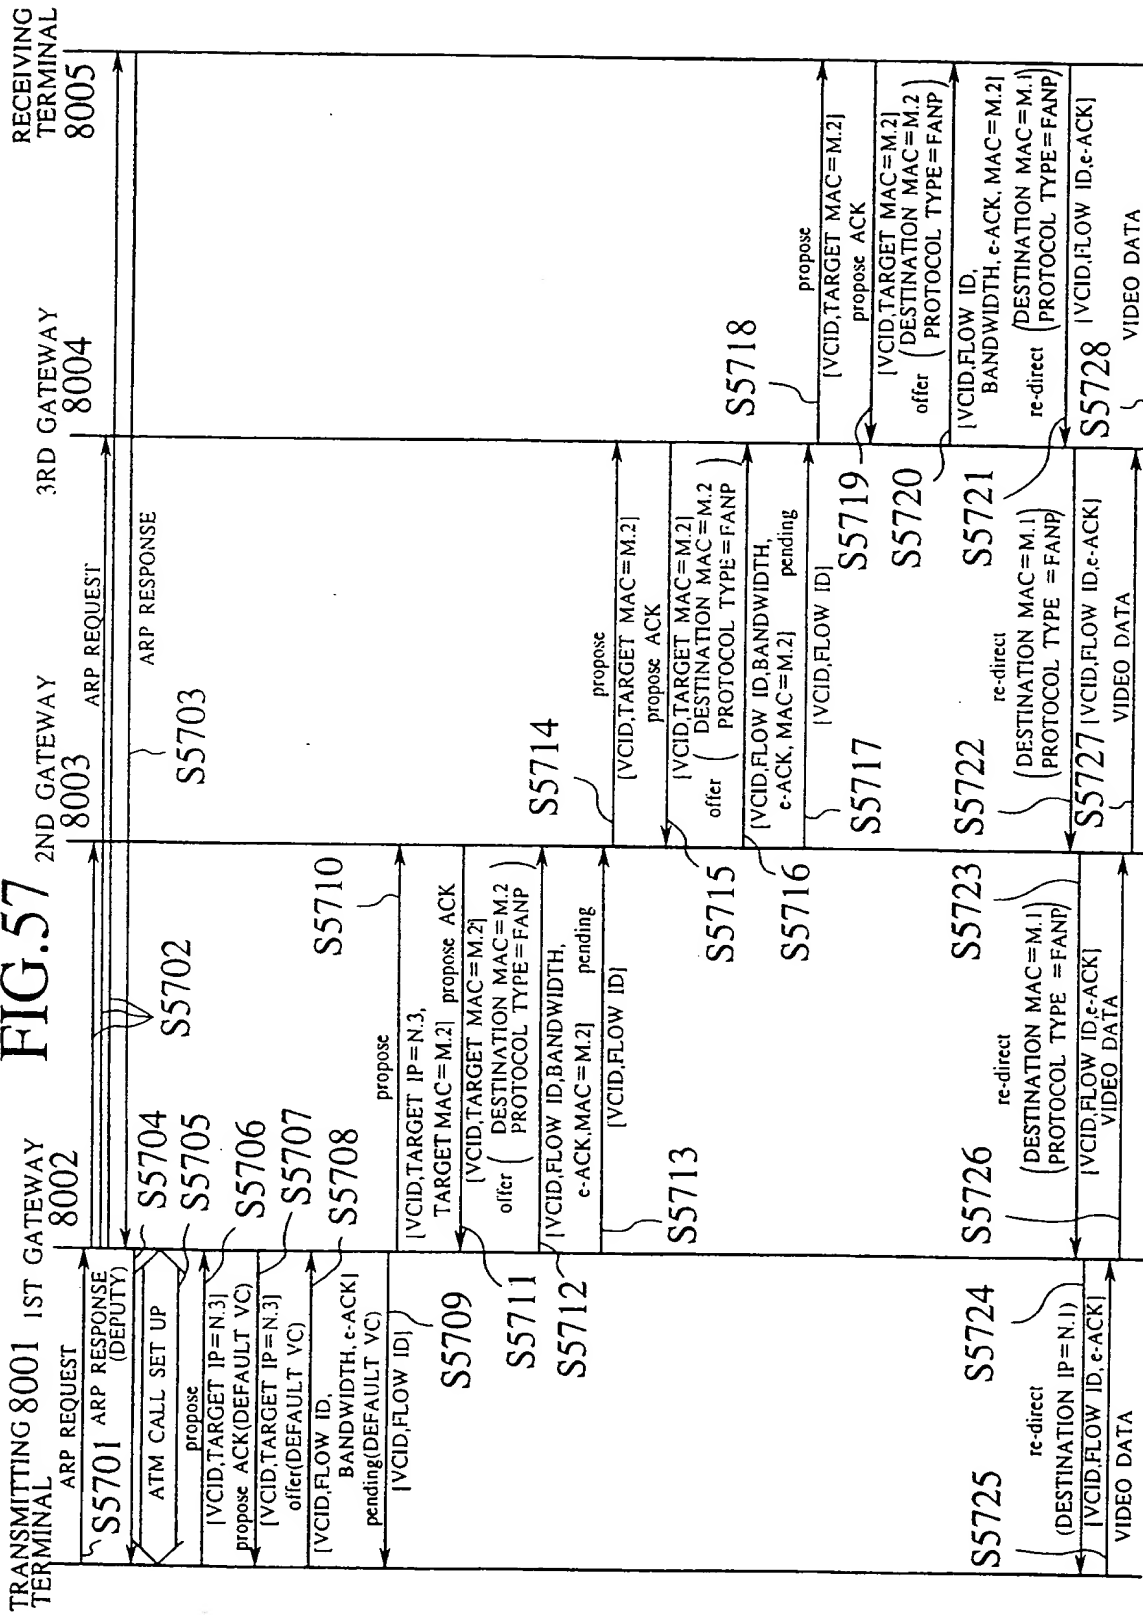 FIG.57
TRANSMITTING
TERMINAL
8001
1ST GATEWAY
8002
2ND GATEWAY
8003
3RD GATEWAY
8004
RECEIVING
TERMINAL
8005
ARP REQUEST
S5701
ARP RESPONSE
(DEPUTY)
S5702
ARP REQUEST
ARP RESPONSE
S5703
S5704
ATM CALL SET UP
S5705
propose
S5706
[VCID,TARGET IP=N.3]
propose ACK(DEFAULT VC)
S5707
[VCID,TARGET IP=N.3]
offer(DEFAULT VC)
S5708
[VCID,FLOW ID,
BANDWIDTH, e-ACK]
pending(DEFAULT VC)
[VCID,FLOW ID]
S5709
propose
S5710
[VCID,TARGET IP=N.3,
TARGET MAC=M.2]
propose ACK
S5711
[VCID,TARGET MAC=M.2]
offer
(DESTINATION MAC=M.2
PROTOCOL TYPE=FANP)
S5712
[VCID,FLOW ID,BANDWIDTH,
e-ACK,MAC=M.2]
pending
[VCID,FLOW ID]
S5713
S5714
propose
[VCID,TARGET MAC=M.2]
propose ACK
S5715
[VCID,TARGET MAC=M.2]
offer
(DESTINATION MAC=M.2
PROTOCOL TYPE=FANP)
S5716
[VCID,FLOW ID,BANDWIDTH,
e-ACK, MAC=M.2]
pending
[VCID,FLOW ID]
S5717
S5718
propose
[VCID,TARGET MAC=M.2]
propose ACK
S5719
[VCID,TARGET MAC=M.2]
offer
(DESTINATION MAC=M.2
PROTOCOL TYPE=FANP)
S5720
[VCID,FLOW ID,
BANDWIDTH, e-ACK, MAC=M.2]
S5721
re-direct
(DESTINATION MAC=M.1
PROTOCOL TYPE=FANP)
[VCID,FLOW ID,e-ACK]
S5722
re-direct
(DESTINATION MAC=M.1
PROTOCOL TYPE =FANP)
[VCID,FLOW ID,e-ACK]
S5723
re-direct
(DESTINATION MAC=M.1
PROTOCOL TYPE =FANP)
[VCID,FLOW ID,e-ACK]
S5724
re-direct
(DESTINATION IP=N.1)
[VCID,FLOW ID, e-ACK]
S5725
VIDEO DATA
S5726
VIDEO DATA
S5727
VIDEO DATA
S5728
VIDEO DATA